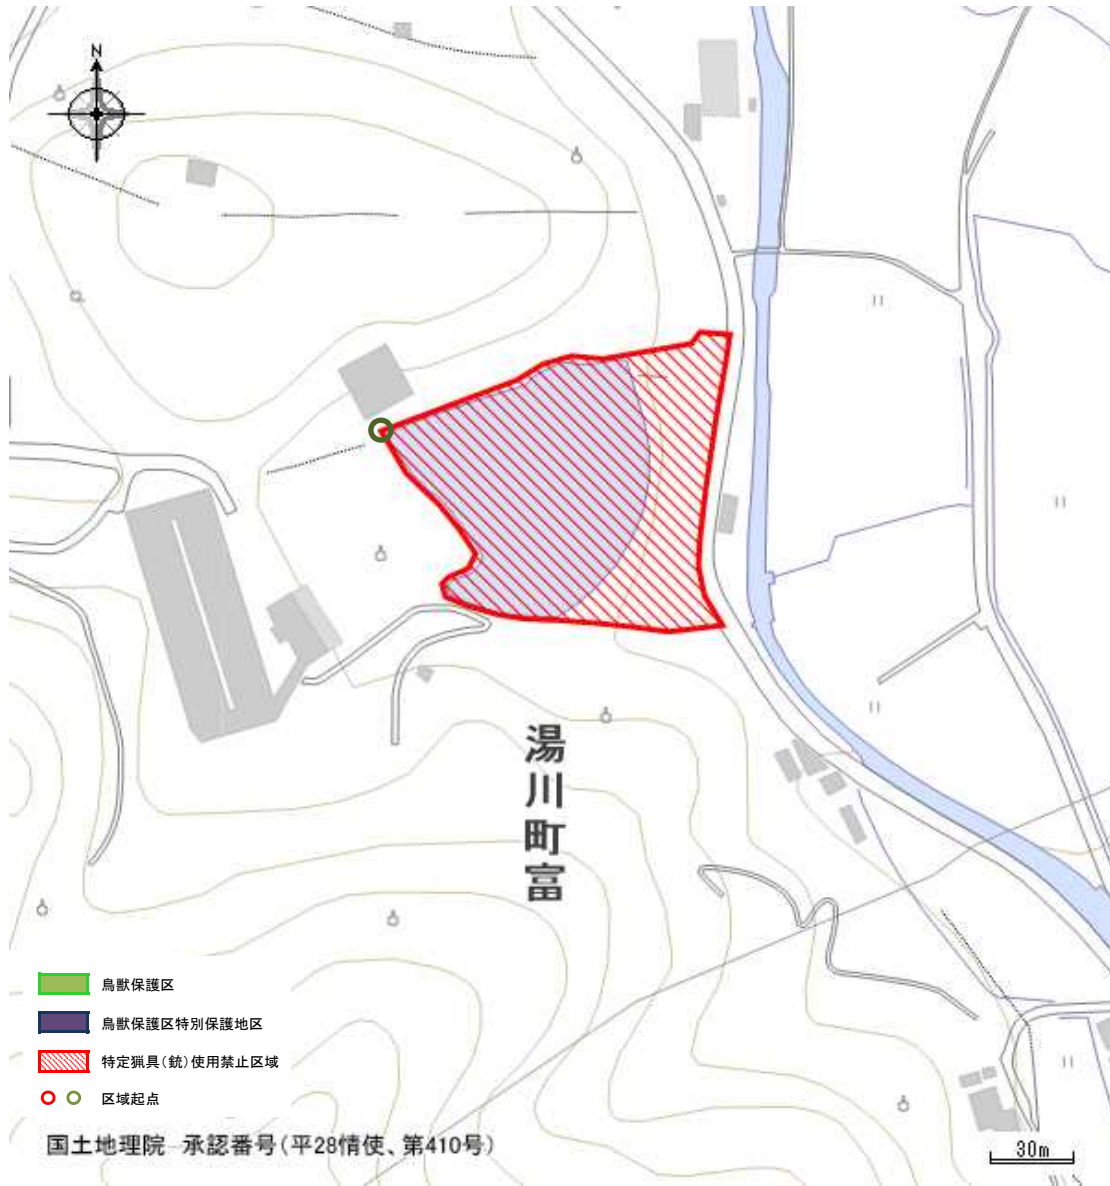 N
湯川町富
鳥獣保護区
鳥獣保護区特別保護地区
特定猟具(銃)使用禁止区域
区域起点
国土地理院 承認番号(平28情使、第410号)
30m